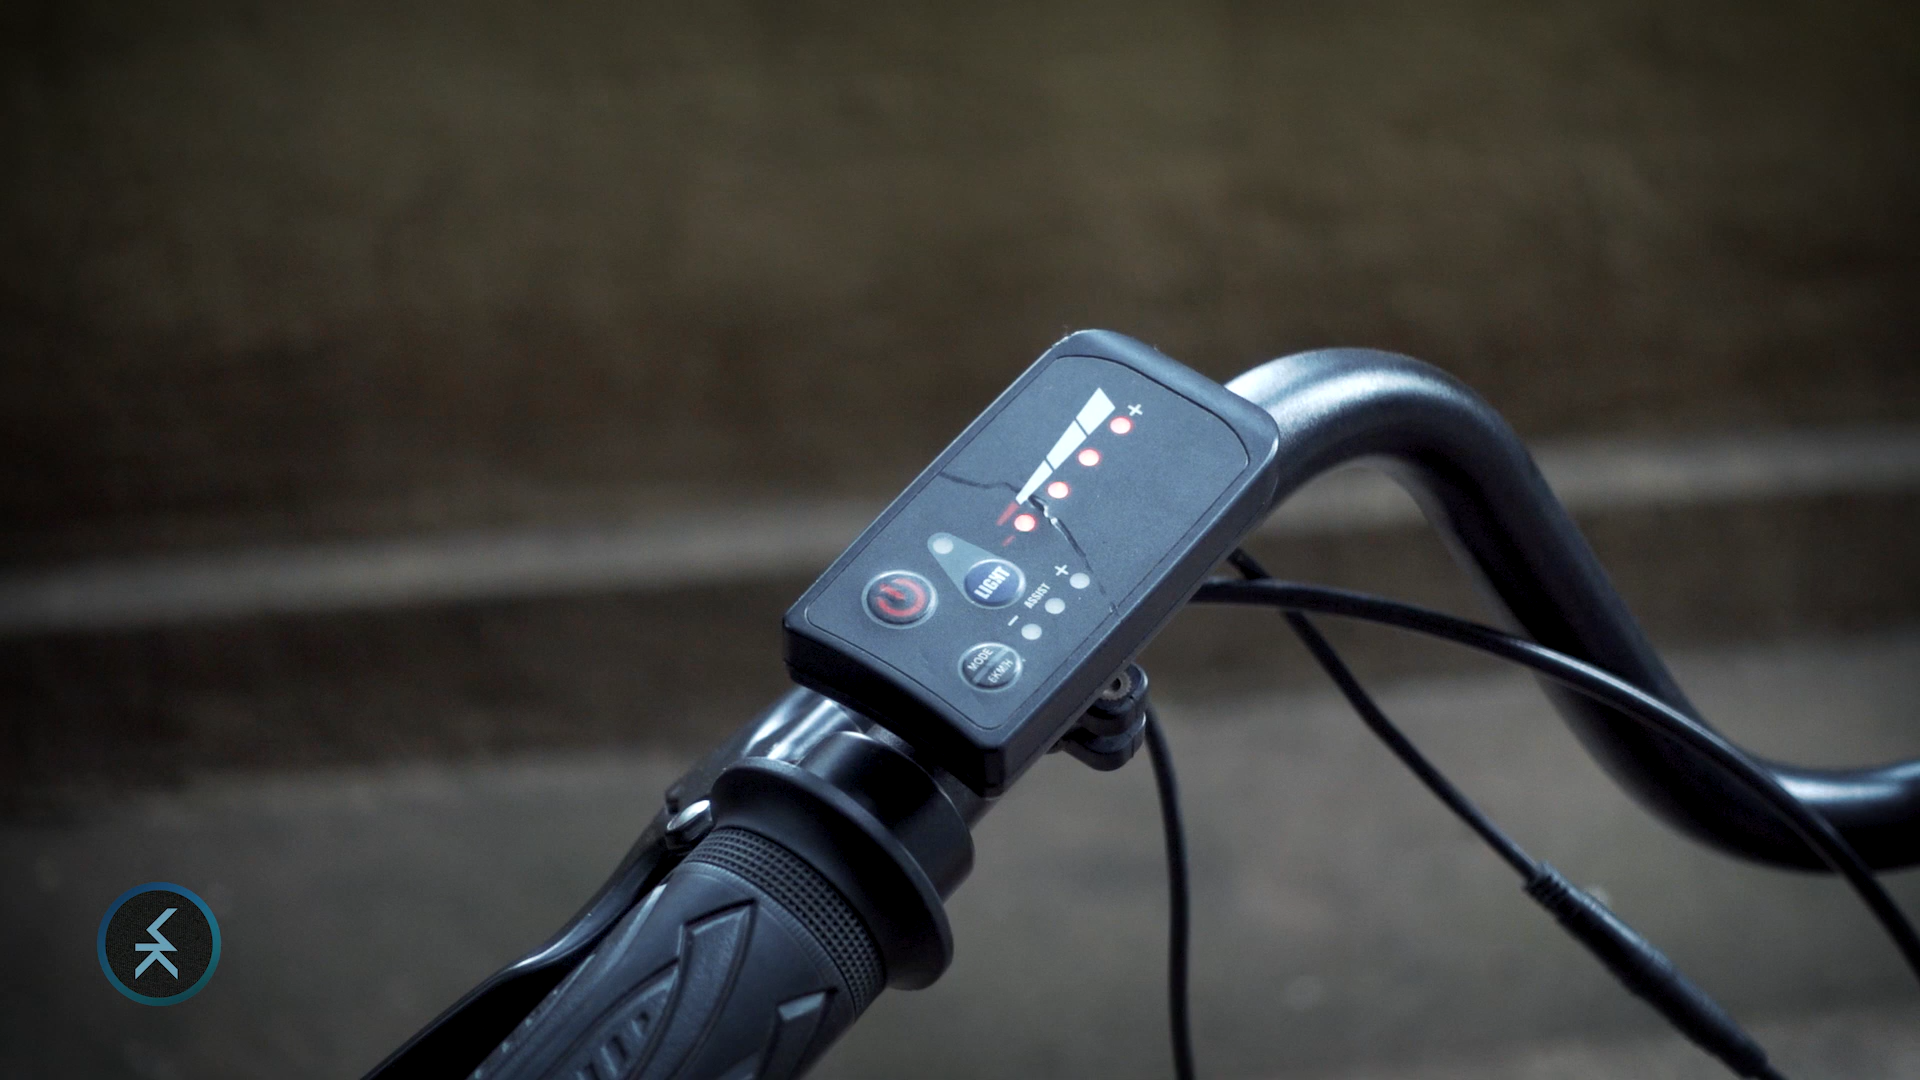 +
LIGHT
+
ASSIST
−
MODE
6KM/H